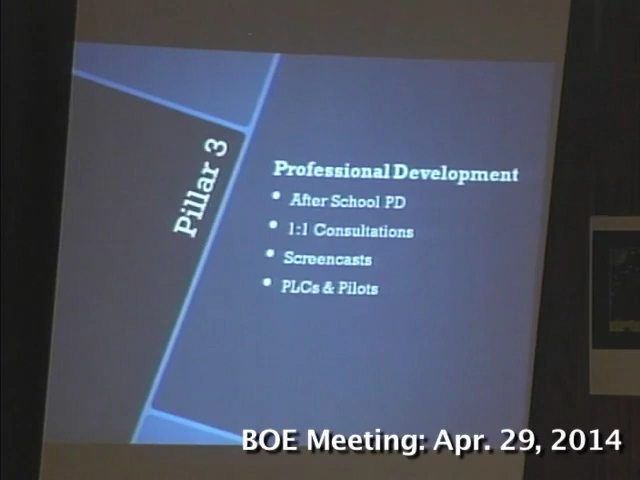 Pillar 3
Professional Development
After School PD
1:1 Consultations
Screencasts
PLCs & Pilots
BOE Meeting: Apr. 29, 2014